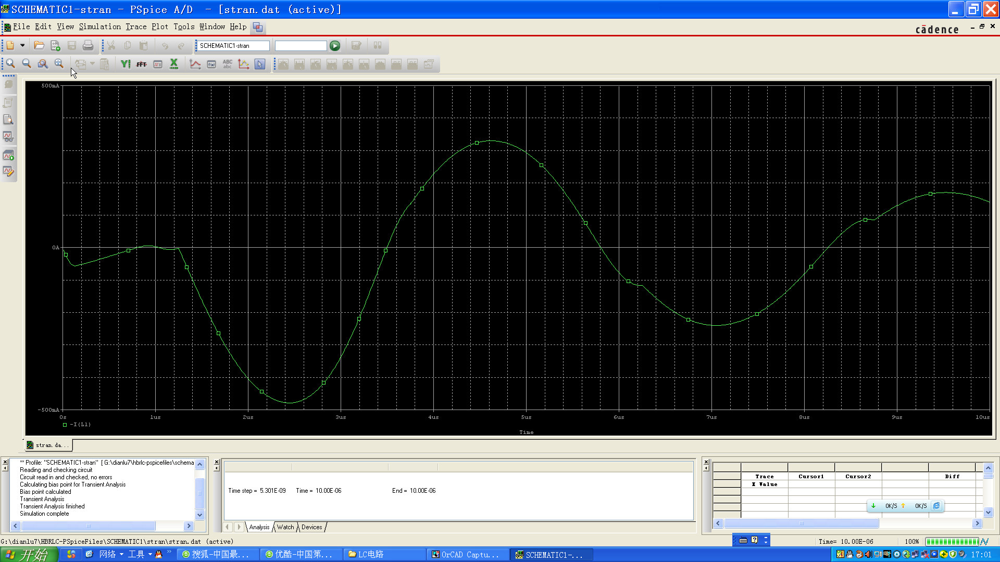 SCHEMATIC1-stran - PSpice A/D - [stran.dat (active)]
File Edit View Simulation Trace Plot Tools Window Help
cādence
SCHEMATIC1-stran
FFT
ABC
abc
500mA
0A
-500mA
0s 1us 2us 3us 4us 5us 6us 7us 8us 9us 10us
-I(L1)
Time
stran.da...
** Profile: "SCHEMATIC1-stran" [ G:\dianlu7\hbrlc-pspicefiles\schema
Reading and checking circuit
Circuit read in and checked, no errors
Calculating bias point for Transient Analysis
Bias point calculated
Transient Analysis
Transient Analysis finished
Simulation complete
Time step = 5.301E-09 Time = 10.00E-06 End = 10.00E-06
Analysis Watch Devices
Trace Cursor1 Cursor2 Diff
X Value
0K/S 0K/S
G:\dianlu7\HBRLC-PSpiceFiles\SCHEMATIC1\stran\stran.dat (active)
Time= 10.00E-06 100%
开始 网络 工具 搜狐-中国最... 优酷-中国第... LC电路 OrCAD Captu... SCHEMATIC1-... 17:01